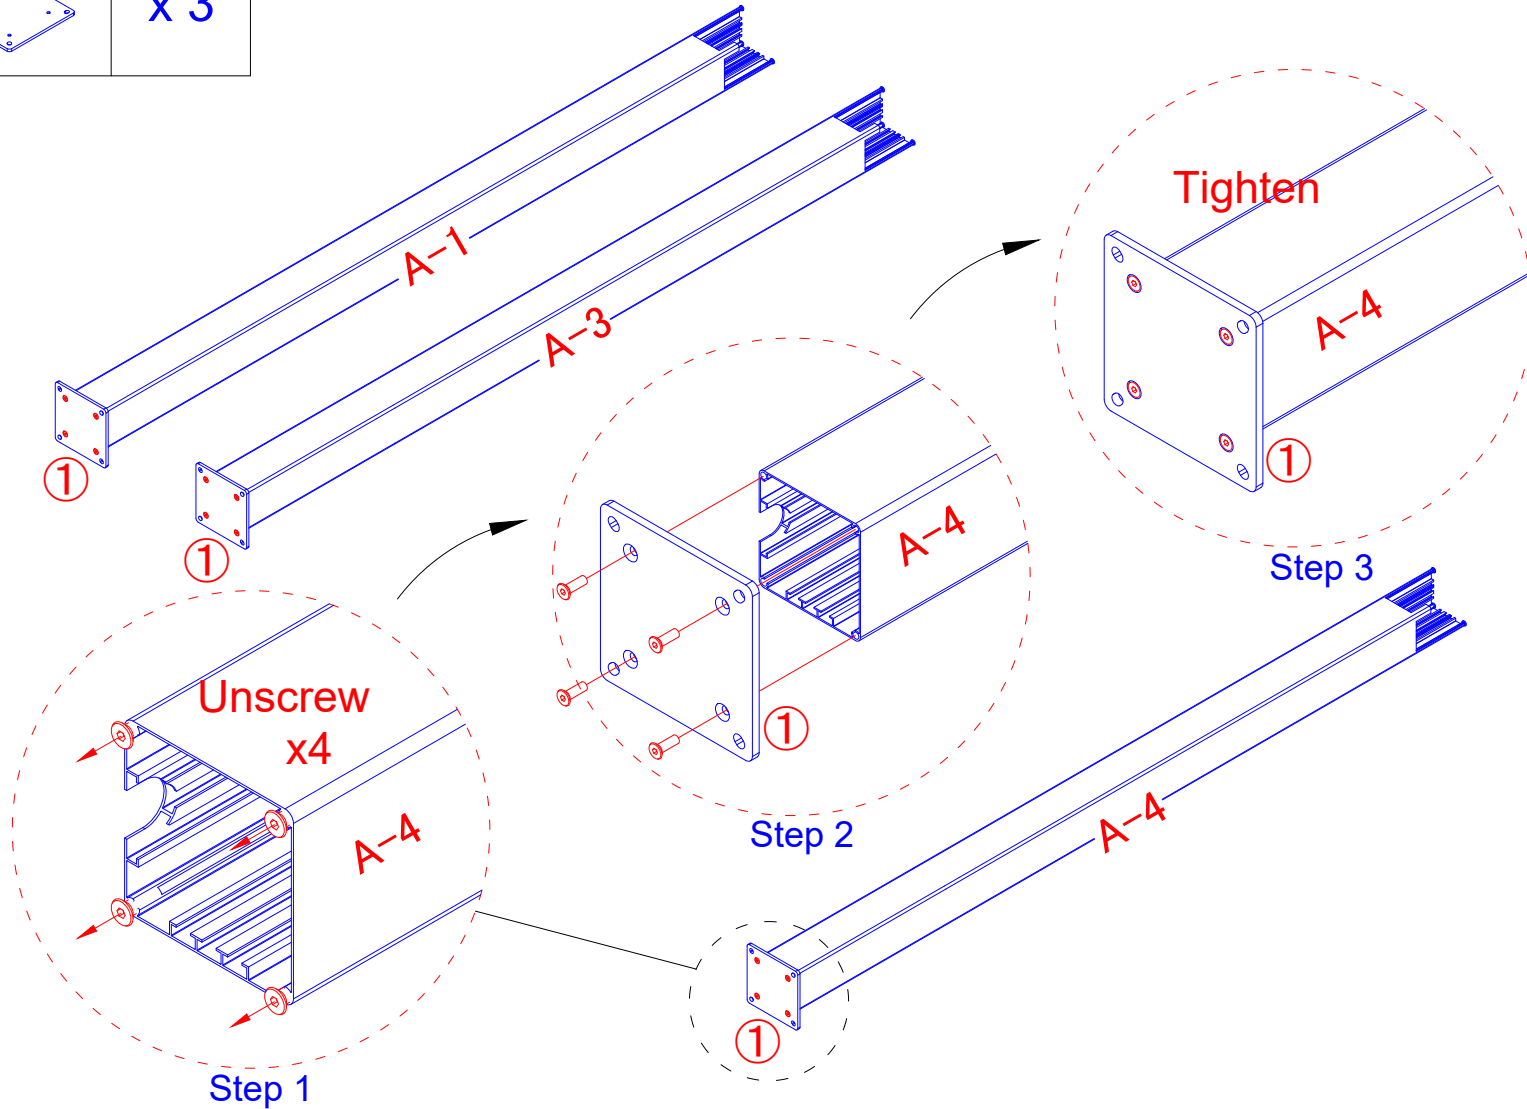 x 3
A-1
A-3
①
①
Tighten
A-4
①
Step 3
A-4
①
Step 2
Unscrew
x4
A-4
Step 1
A-4
①